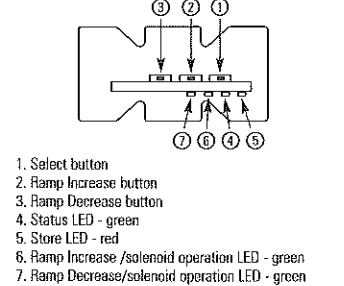 3 2 1
7 6 4 5
1. Select button
2. Ramp Increase button
3. Ramp Decrease button
4. Status LED - green
5. Store LED - red
6. Ramp Increase /solenoid operation LED - green
7. Ramp Decrease/solenoid operation LED - green